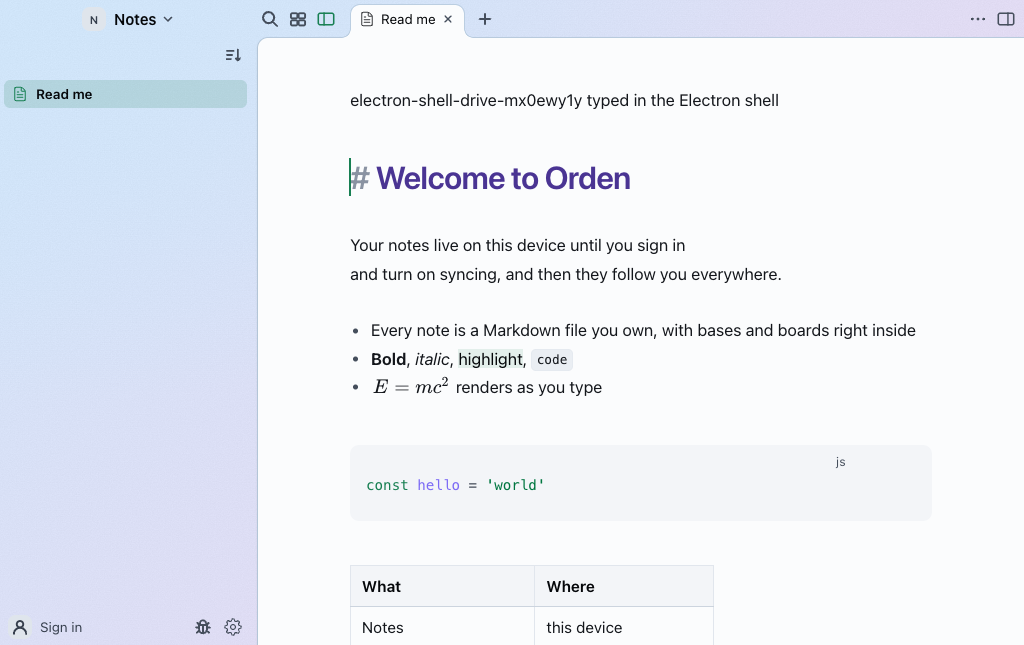 N Notes
Read me
Read me
electron-shell-drive-mx0ewy1y typed in the Electron shell
# Welcome to Orden
Your notes live on this device until you sign in
and turn on syncing, and then they follow you everywhere.
• Every note is a Markdown file you own, with bases and boards right inside
• Bold, italic, highlight, code
• E = mc² renders as you type
js
const hello = 'world'
What Where
Notes this device
Sign in